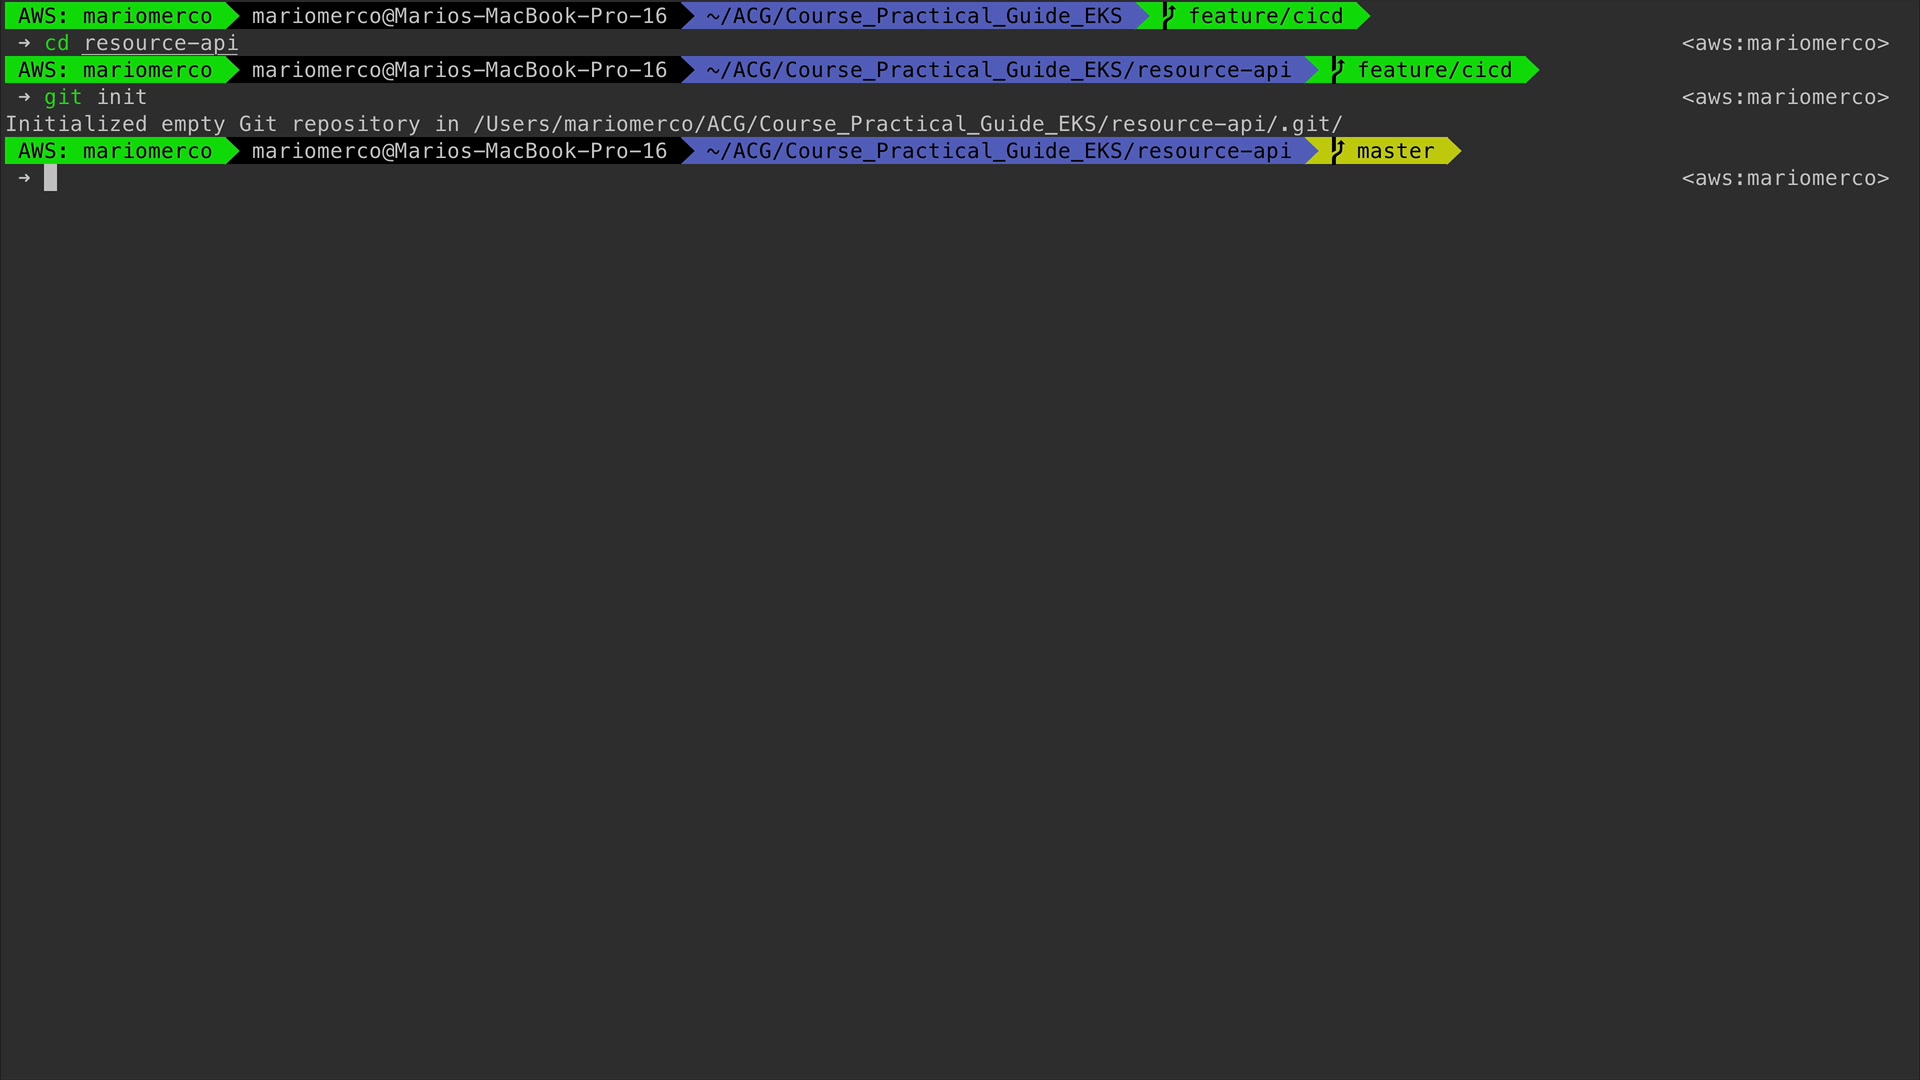 AWS: mariomerco mariomerco@Marios-MacBook-Pro-16 ~/ACG/Course_Practical_Guide_EKS feature/cicd
→ cd resource-api <aws:mariomerco>
AWS: mariomerco mariomerco@Marios-MacBook-Pro-16 ~/ACG/Course_Practical_Guide_EKS/resource-api feature/cicd
→ git init <aws:mariomerco>
Initialized empty Git repository in /Users/mariomerco/ACG/Course_Practical_Guide_EKS/resource-api/.git/
AWS: mariomerco mariomerco@Marios-MacBook-Pro-16 ~/ACG/Course_Practical_Guide_EKS/resource-api master
→ <aws:mariomerco>